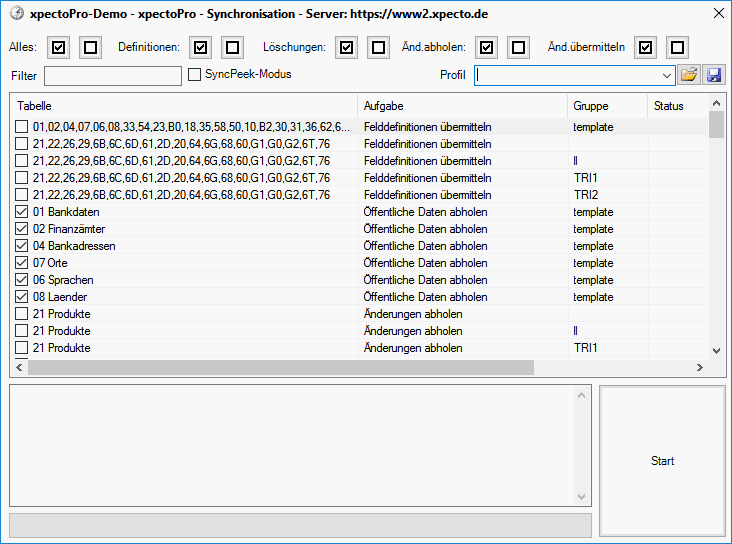 xpectoPro-Demo - xpectoPro - Synchronisation - Server: https://www2.xpecto.de
Alles: Definitionen: Löschungen: Änd.abholen: Änd.übermitteln
Filter SyncPeek-Modus Profil
Tabelle Aufgabe Gruppe Status
01,02,04,07,06,08,33,54,23,B0,18,35,58,50,10,B2,30,31,36,62,6... Felddefinitionen übermitteln template
21,22,26,29,6B,6C,6D,61,2D,20,64,6G,68,60,G1,G0,G2,6T,76 Felddefinitionen übermitteln
21,22,26,29,6B,6C,6D,61,2D,20,64,6G,68,60,G1,G0,G2,6T,76 Felddefinitionen übermitteln
21,22,26,29,6B,6C,6D,61,2D,20,64,6G,68,60,G1,G0,G2,6T,76 Felddefinitionen übermitteln TRI1
21,22,26,29,6B,6C,6D,61,2D,20,64,6G,68,60,G1,G0,G2,6T,76 Felddefinitionen übermitteln TRI2
01 Bankdaten Öffentliche Daten abholen template
02 Finanzämter Öffentliche Daten abholen template
04 Bankadressen Öffentliche Daten abholen template
07 Orte Öffentliche Daten abholen template
06 Sprachen Öffentliche Daten abholen template
08 Laender Öffentliche Daten abholen template
21 Produkte Änderungen abholen
21 Produkte Änderungen abholen
21 Produkte Änderungen abholen TRI1
Start